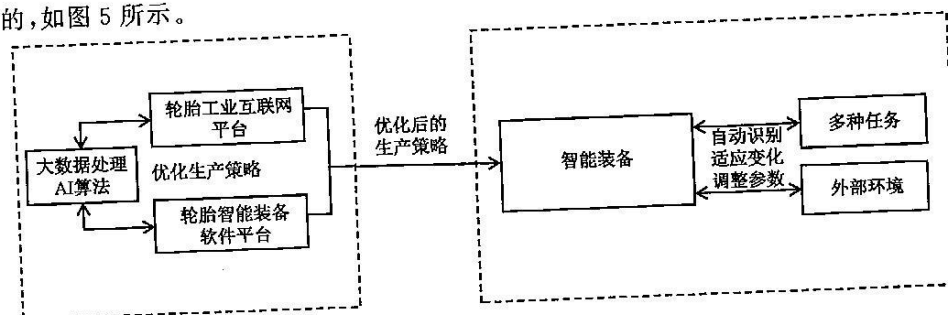 的,如图 5 所示。
轮胎工业互联网
平台
大数据处理
AI算法
优化生产策略
轮胎智能装备
软件平台
优化后的
生产策略
智能装备
自动识别
适应变化
调整参数
多种任务
外部环境